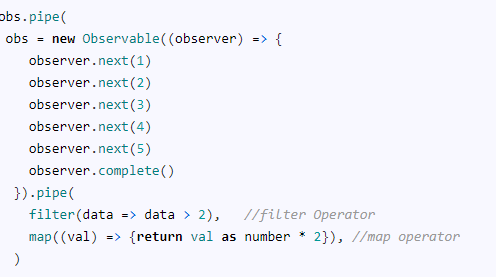 obs.pipe(
obs = new Observable((observer) => {
observer.next(1)
observer.next(2)
observer.next(3)
observer.next(4)
observer.next(5)
observer.complete()
}).pipe(
filter(data => data > 2),   //filter Operator
map((val) => {return val as number * 2}), //map operator
)